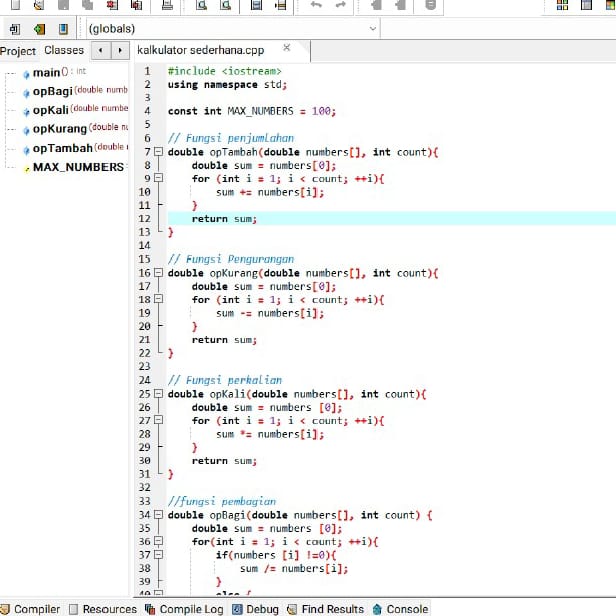 (globals)
Project Classes
kalkulator sederhana.cpp
main () : int
opBagi (double numb
opKali (double numbe
opKurang (double nu
opTambah (double
MAX_NUMBERS
1 #include <iostream>
2 using namespace std;
3
4 const int MAX_NUMBERS = 100;
5
6 // Fungsi penjumlahan
7 double opTambah(double numbers[], int count){
8 double sum = numbers[0];
9 for (int i = 1; i < count; ++i){
10 sum += numbers[i];
11 }
12 return sum;
13 }
14
15 // Fungsi Pengurangan
16 double opKurang(double numbers[], int count){
17 double sum = numbers[0];
18 for (int i = 1; i < count; ++i){
19 sum -= numbers[i];
20 }
21 return sum;
22 }
23
24 // Fungsi perkalian
25 double opKali(double numbers[], int count){
26 double sum = numbers [0];
27 for (int i = 1; i < count; ++i){
28 sum *= numbers[i];
29 }
30 return sum;
31 }
32
33 //fungsi pembagian
34 double opBagi(double numbers[], int count) {
35 double sum = numbers [0];
36 for(int i = 1; i < count; ++i){
37 if(numbers [i] !=0){
38 sum /= numbers[i];
39 }
40 else {
Compiler Resources Compile Log Debug Find Results Console